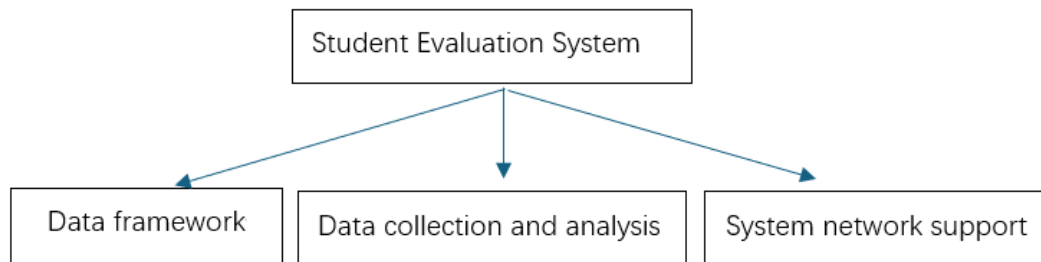 Student Evaluation System
Data framework
Data collection and analysis
System network support